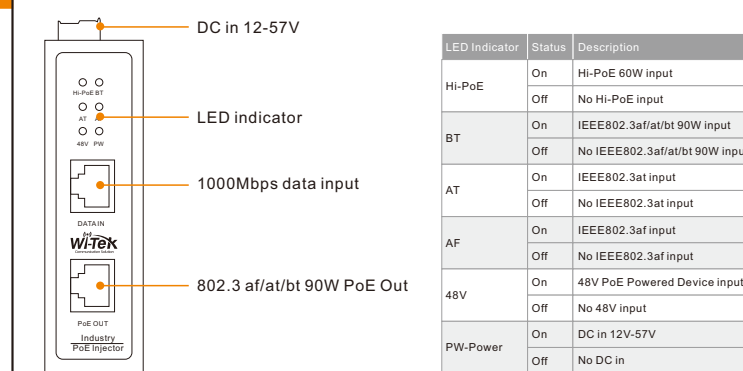 DC in 12-57V
Hi-PoE BT
AT
LED indicator
48V PW
1000Mbps data input
DATA IN
Wi-Tek
Communication Solution
802.3 af/at/bt 90W PoE Out
PoE OUT
Industry
PoE Injector
LED Indicator Status Description
Hi-PoE On Hi-PoE 60W input
Off No Hi-PoE input
BT On IEEE802.3af/at/bt 90W input
Off No IEEE802.3af/at/bt 90W inpu
AT On IEEE802.3at input
Off No IEEE802.3at input
AF On IEEE802.3af input
Off No IEEE802.3af input
48V On 48V PoE Powered Device input
Off No 48V input
PW-Power On DC in 12V-57V
Off No DC in